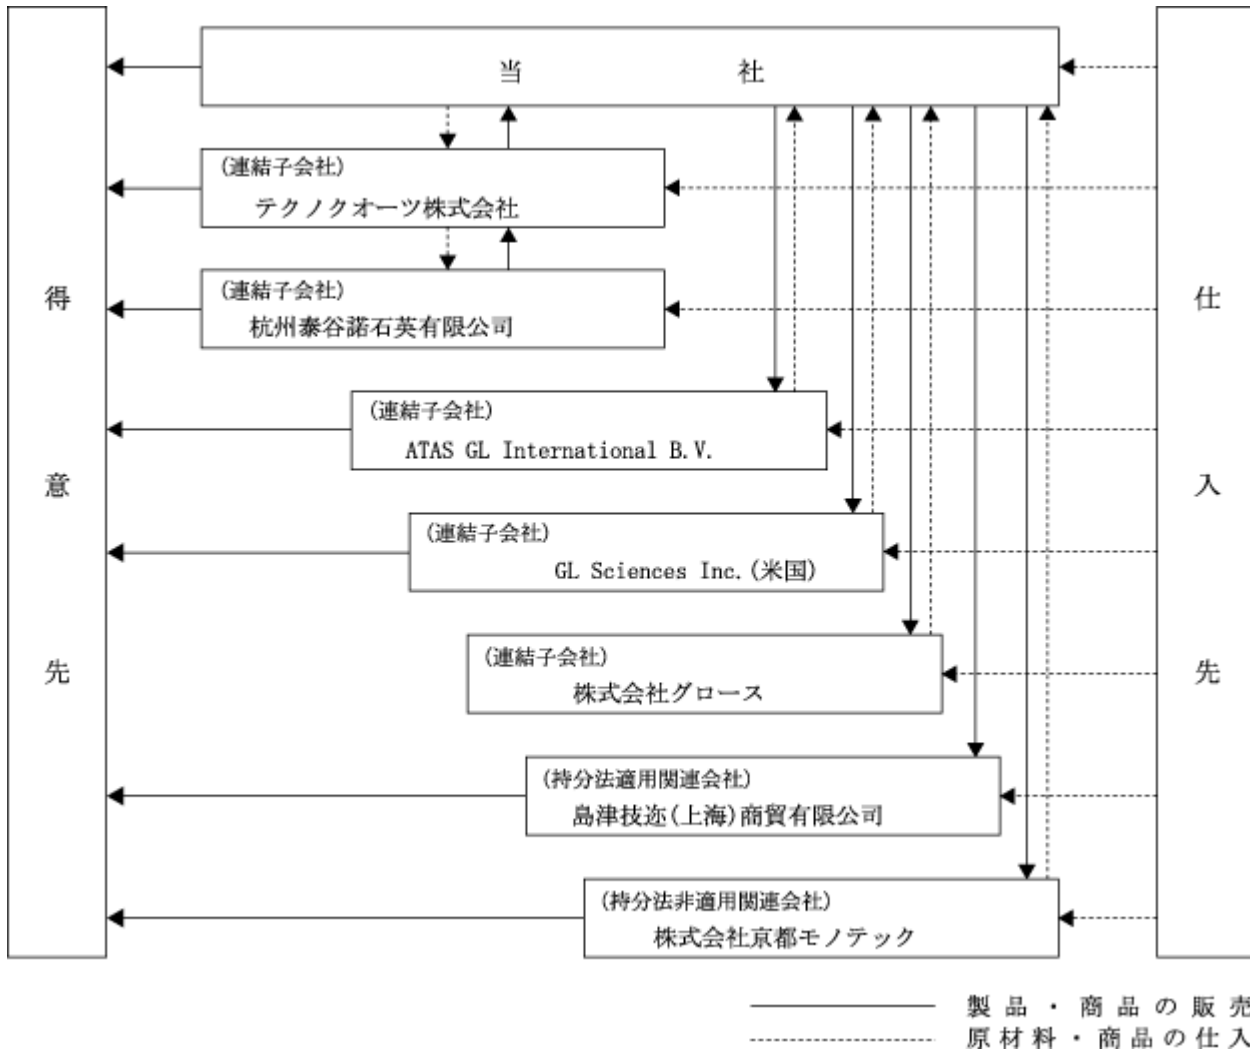 当社
(連結子会社)
テクノクオーツ株式会社
(連結子会社)
杭州泰谷諾石英有限公司
(連結子会社)
ATAS GL International B.V.
(連結子会社)
GL Sciences Inc.(米国)
(連結子会社)
株式会社グロース
(持分法適用関連会社)
島津技迩(上海)商貿有限公司
(持分法非適用関連会社)
株式会社京都モノテック
得意先
仕入先
製品・商品の販売
原材料・商品の仕入